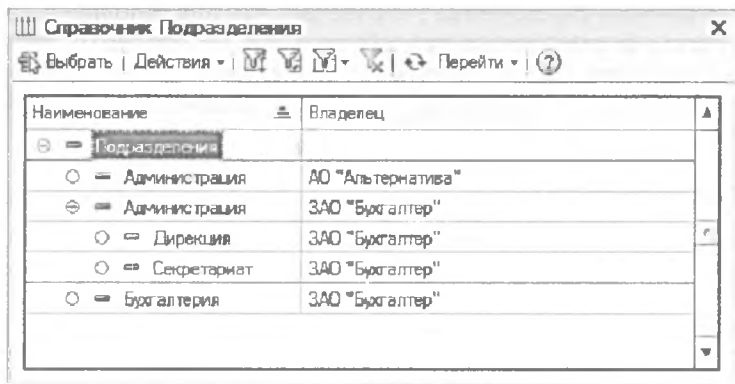 Справочник Подразделения
Выбрать | Действия | Перейти
Наименование Владелец
Подразделения
Администрация АО "Альтернатива"
Администрация ЗАО "Бухгалтер"
Дирекция ЗАО "Бухгалтер"
Секретариат ЗАО "Бухгалтер"
Бухгалтерия ЗАО "Бухгалтер"